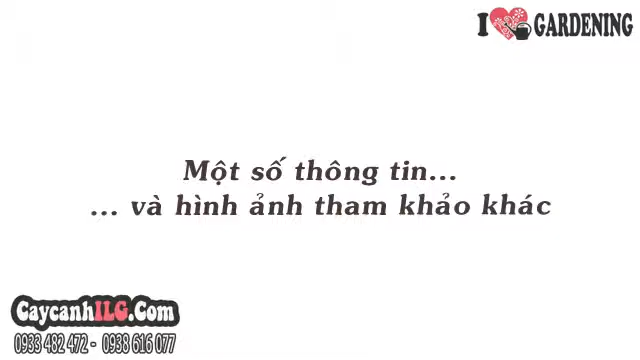 I GARDENING
Một số thông tin...
... và hình ảnh tham khảo khác
CaycanhILG.Com
0933 482 472 - 0938 616 077